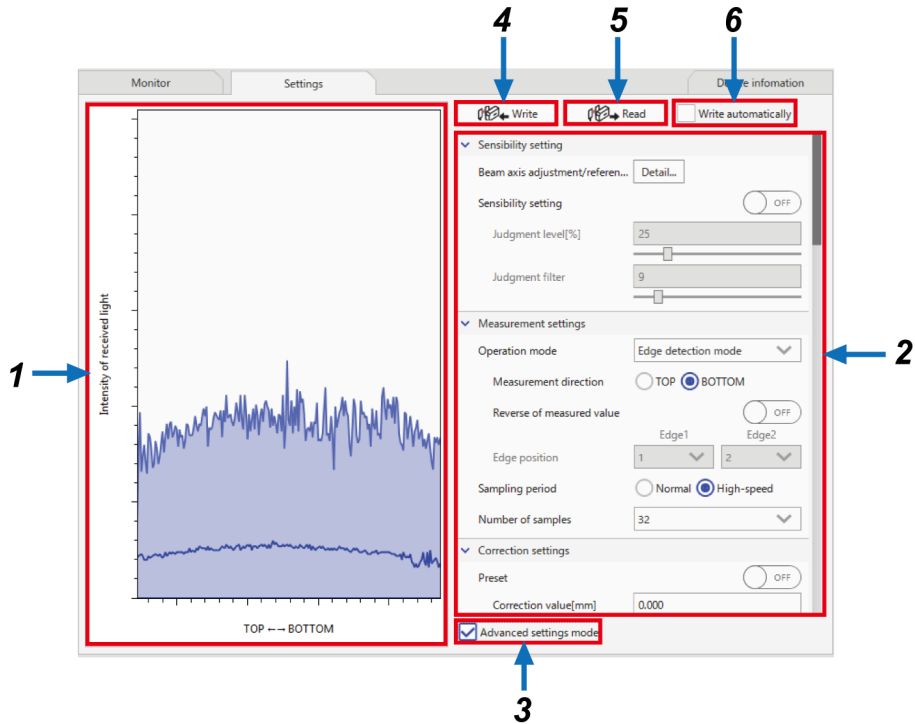 4 5 6
Monitor Settings De infomation
Write Read Write automatically
Sensibility setting
Beam axis adjustment/referen... Detail...
Sensibility setting OFF
Judgment level[%] 25
Judgment filter 9
Measurement settings
Operation mode Edge detection mode
Measurement direction TOP BOTTOM
Reverse of measured value OFF
Edge1 Edge2
Edge position 1 2
Sampling period Normal High-speed
Number of samples 32
Correction settings
Preset OFF
Correction value[mm] 0.000
Advanced settings mode
Intensity of received light
TOP ←→ BOTTOM
1
2
3